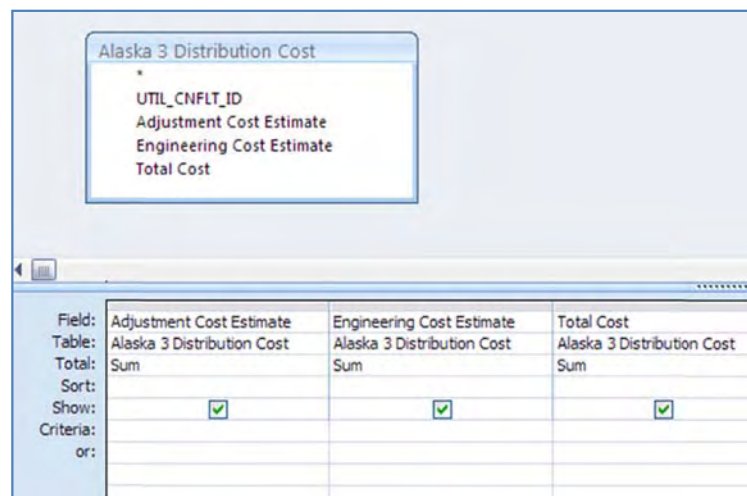 Alaska 3 Distribution Cost
*
UTIL_CNFLT_ID
Adjustment Cost Estimate
Engineering Cost Estimate
Total Cost
Field: Adjustment Cost Estimate Engineering Cost Estimate Total Cost
Table: Alaska 3 Distribution Cost Alaska 3 Distribution Cost Alaska 3 Distribution Cost
Total: Sum Sum Sum
Sort:
Show:
Criteria:
or: